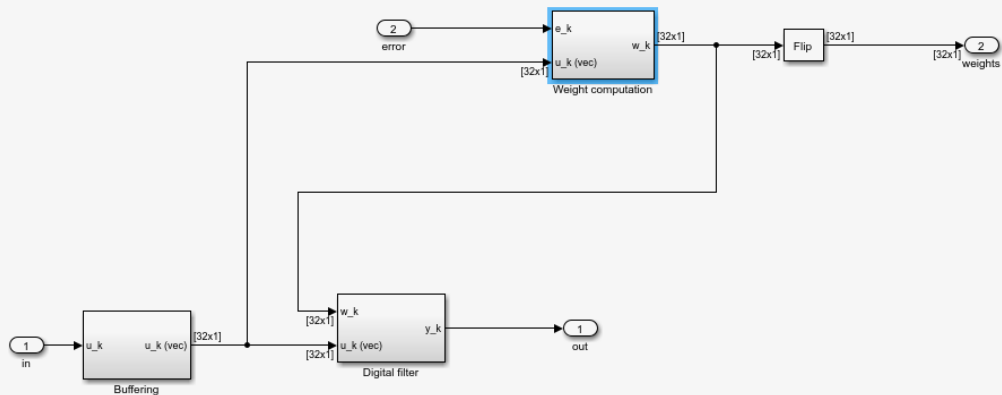 2
error
e_k
w_k
u_k (vec)
[32x1]
[32x1]
Weight computation
[32x1]
Flip
[32x1]
2
[32x1]
weights
1
in
u_k
u_k (vec)
[32x1]
Buffering
w_k
[32x1]
y_k
u_k (vec)
[32x1]
Digital filter
1
out